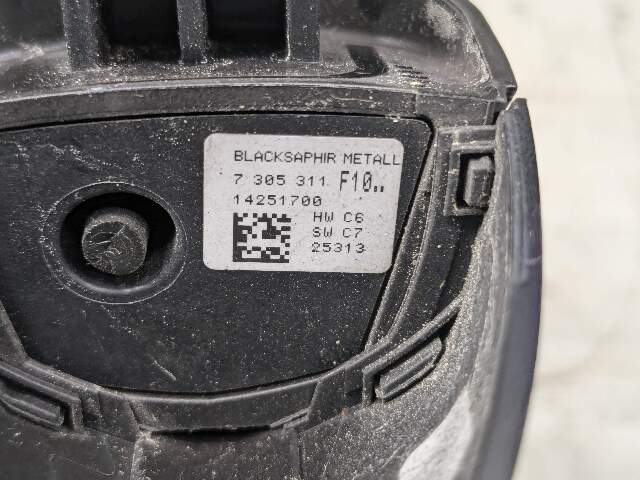 BLACKSAPHIR METALL
7 305 311 F10..
14251700
HW C6
SW C7
25313